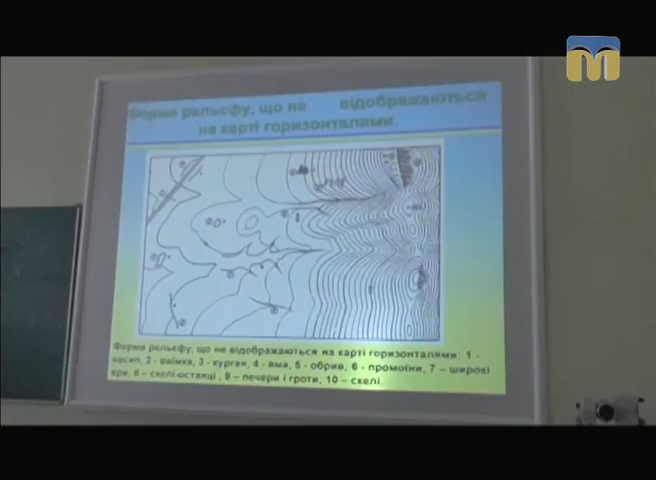 Форми рельєфу, що не відображаються
на карті горизонталями.
Форми рельєфу, що не відображаються на карті горизонталями: 1 -
насип, 2 - виїмка, 3 - курган, 4 - яма, 5 - обрив, 6 - промоїни, 7 – широкі
яри, 8 – скелі-останці, 9 – печери і гроти, 10 – скелі.
M